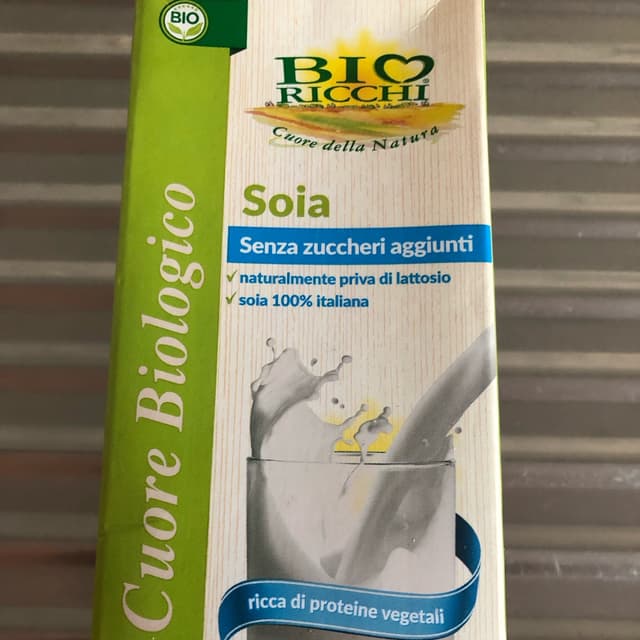 BIO
BIO
RICCHI
Cuore della Natura
Soia
Senza zuccheri aggiunti
naturalmente priva di lattosio
soia 100% italiana
Cuore Biologico
ricca di proteine vegetali